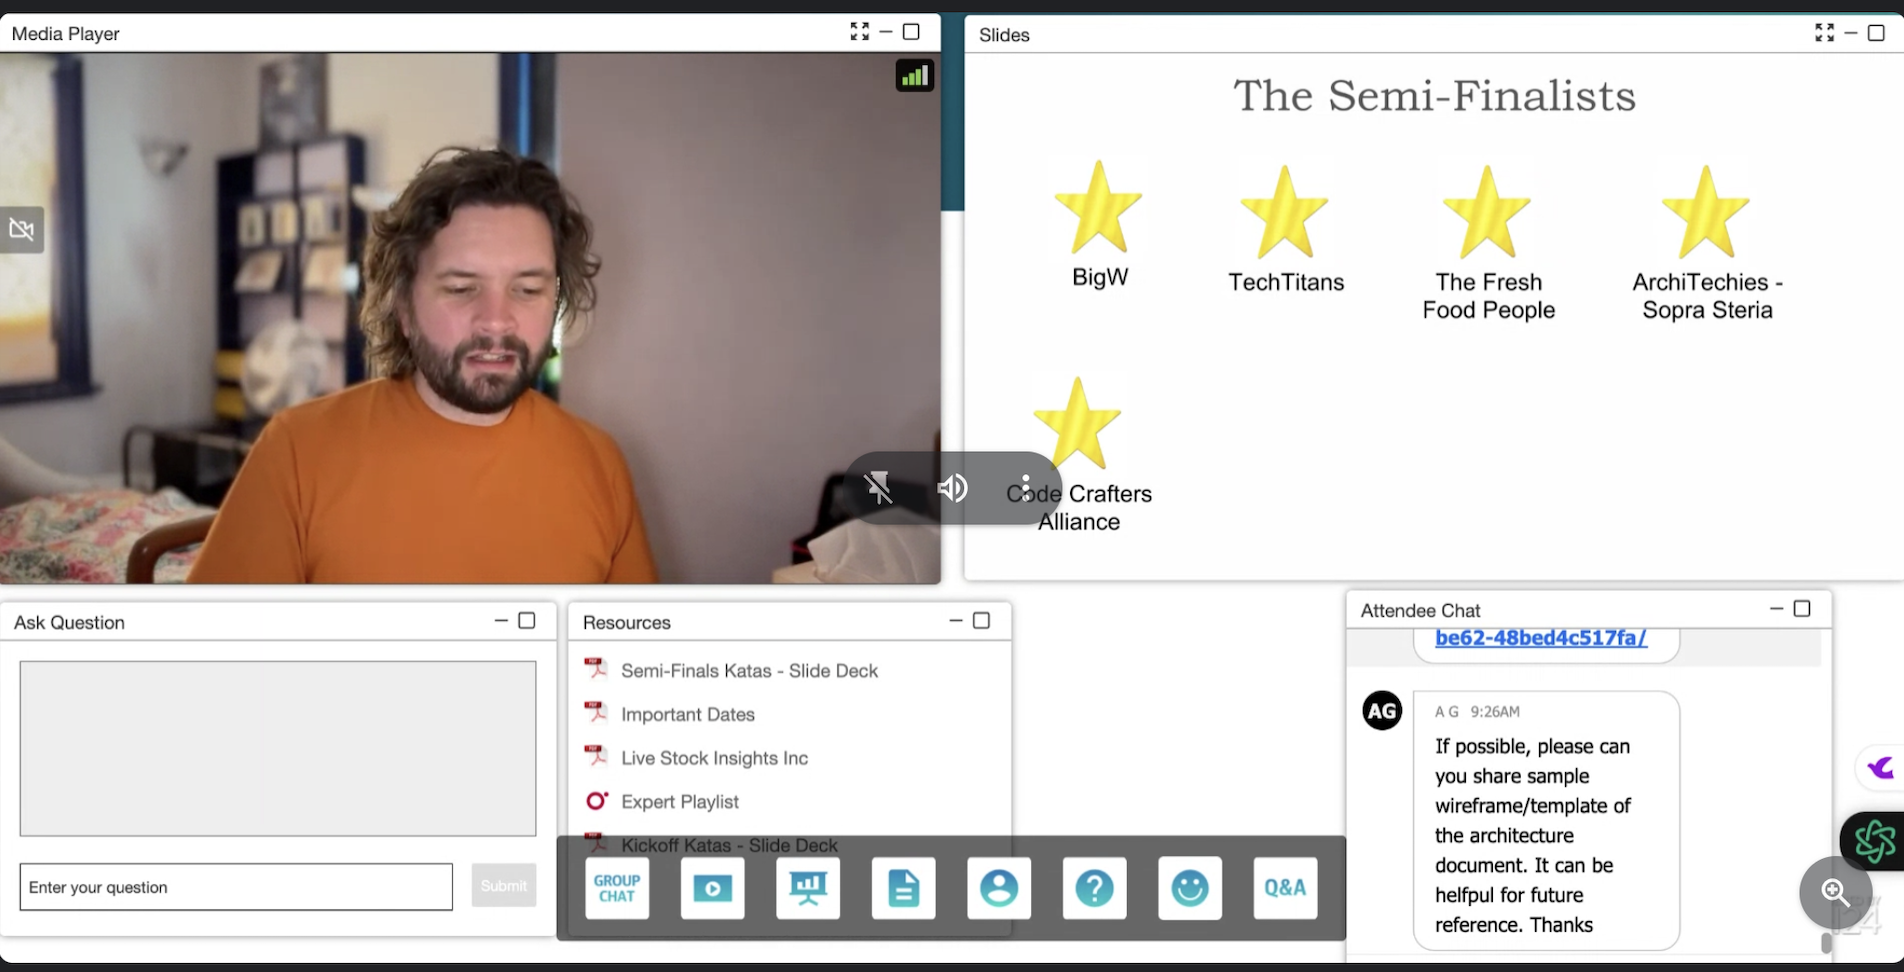 Media Player
Slides
The Semi-Finalists
BigW
TechTitans
The Fresh
Food People
ArchiTechies -
Sopra Steria
Code Crafters
Alliance
Ask Question
Enter your question
Submit
Resources
Semi-Finals Katas - Slide Deck
Important Dates
Live Stock Insights Inc
Expert Playlist
Kickoff Katas - Slide Deck
GROUP
CHAT
Q&A
Attendee Chat
be62-48bed4c517fa/
AG
A G 9:26AM
If possible, please can
you share sample
wireframe/template of
the architecture
document. It can be
helfpul for future
reference. Thanks